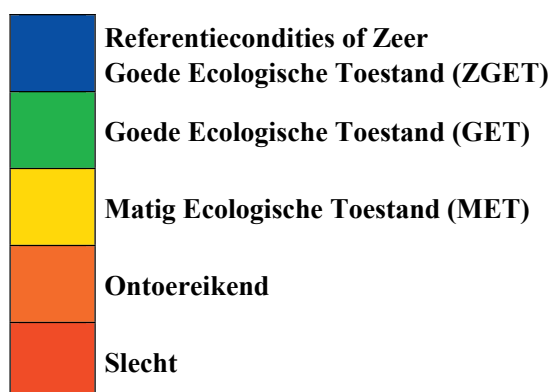 Referentiecondities of Zeer
Goede Ecologische Toestand (ZGET)
Goede Ecologische Toestand (GET)
Matig Ecologische Toestand (MET)
Ontoereikend
Slecht